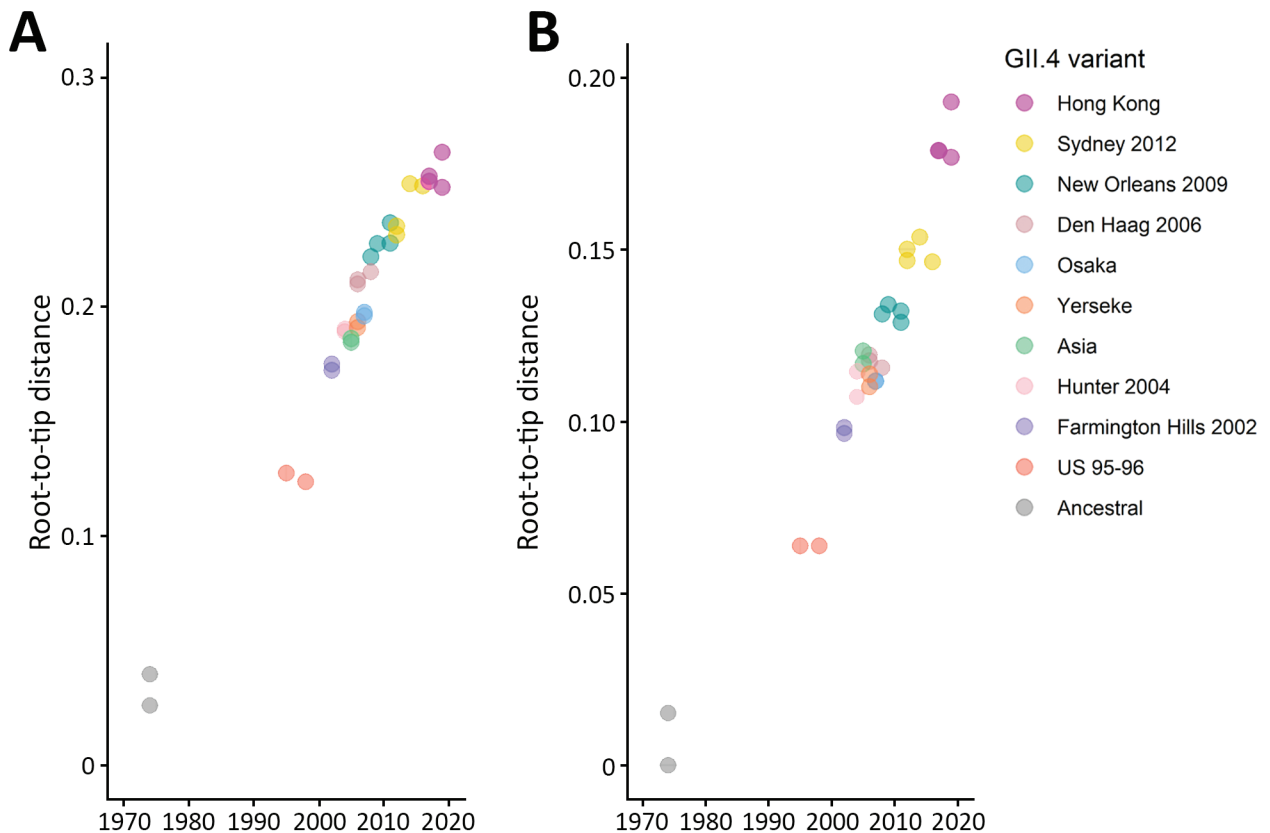 A
Root-to-tip distance
0.3
0.2
0.1
0
1970 1980 1990 2000 2010 2020
B
Root-to-tip distance
0.20
0.15
0.10
0.05
0
1970 1980 1990 2000 2010 2020
GII.4 variant
Hong Kong
Sydney 2012
New Orleans 2009
Den Haag 2006
Osaka
Yerseke
Asia
Hunter 2004
Farmington Hills 2002
US 95-96
Ancestral